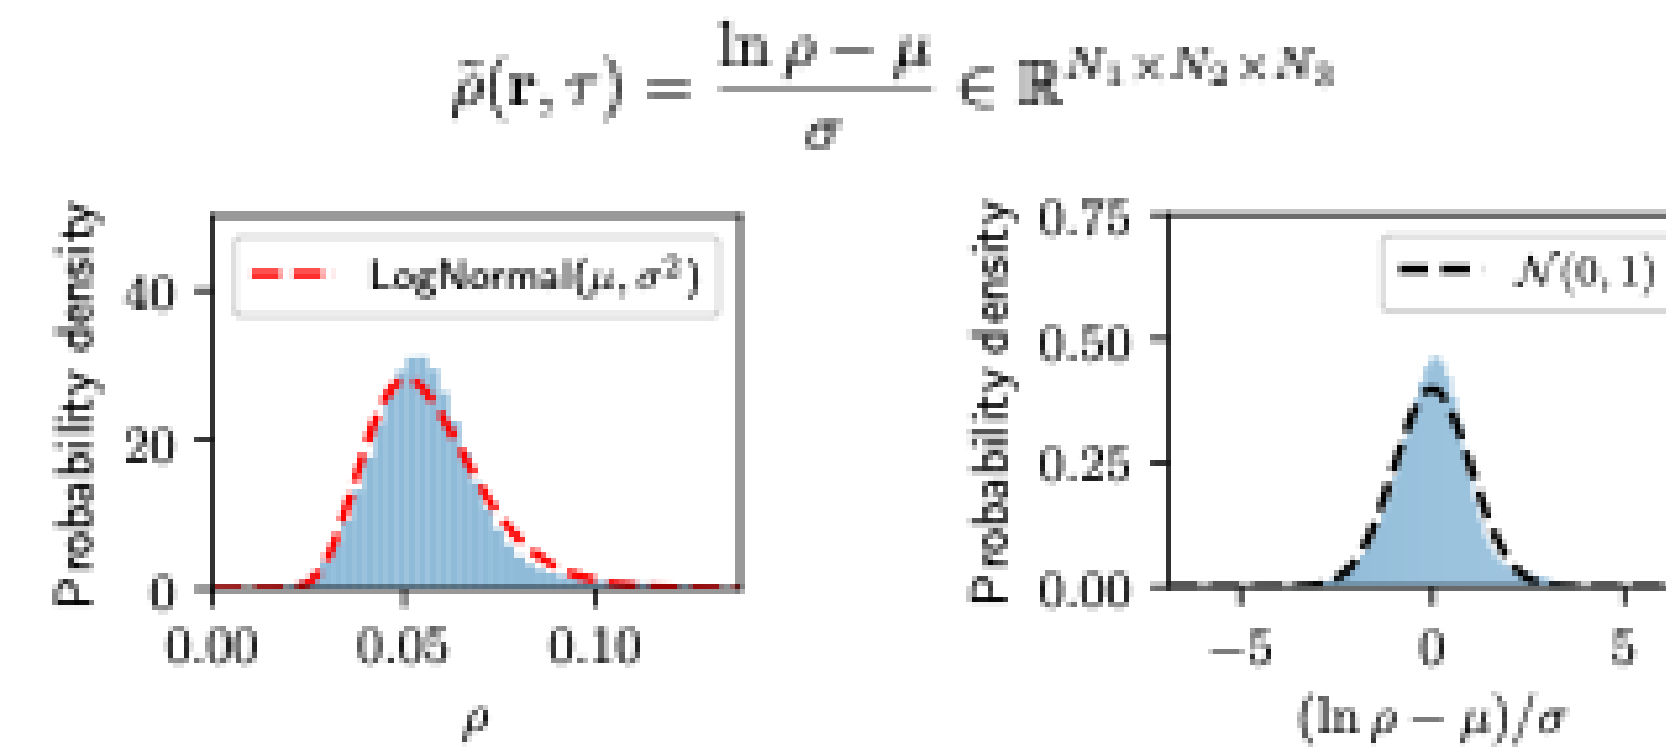 ρ̃(r, τ) = (ln ρ − μ)/σ ∈ ℝ^{N₁×N₂×N₃}
Probability density
40
20
0
LogNormal(μ, σ²)
0.00 0.05 0.10
ρ
Probability density
0.75
0.50
0.25
0.00
𝒩(0, 1)
−5 0 5
(ln ρ − μ)/σ